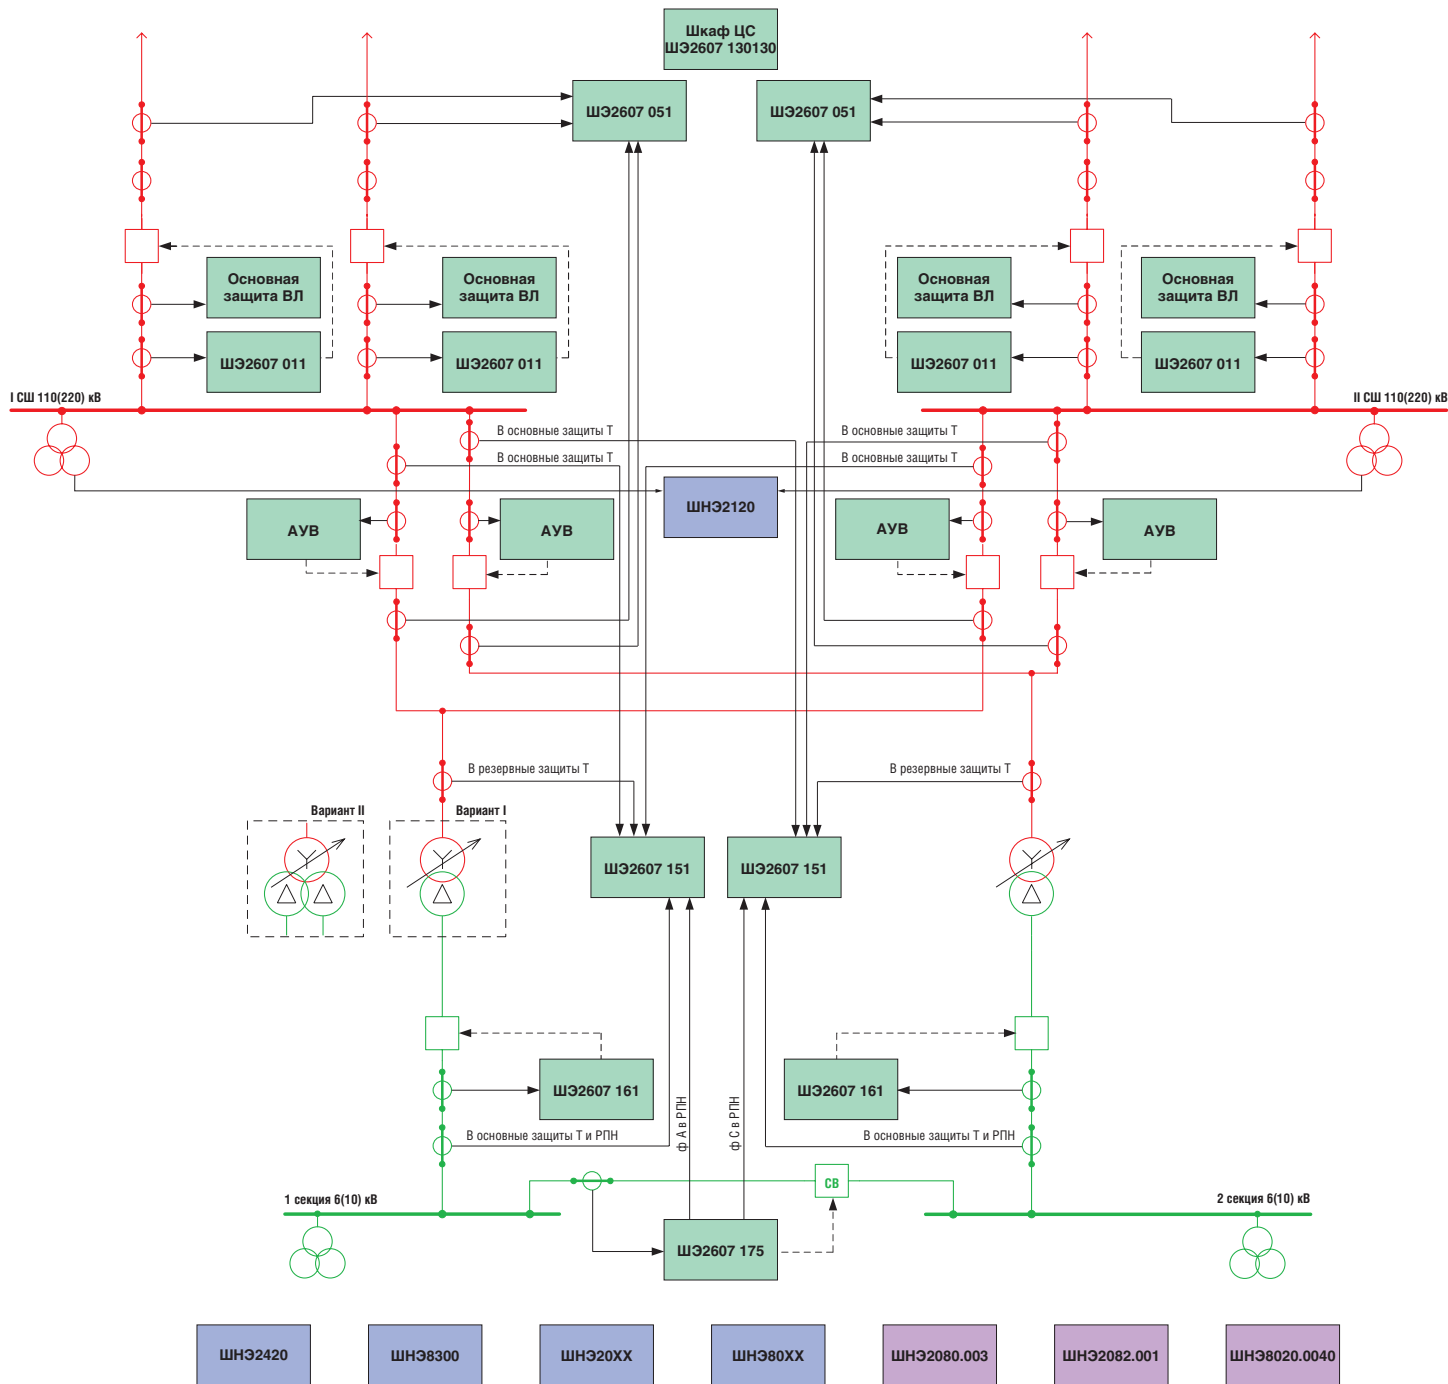 Шкаф ЦС
ШЭ2607 130130
ШЭ2607 051
ШЭ2607 051
Основная
защита ВЛ
Основная
защита ВЛ
Основная
защита ВЛ
Основная
защита ВЛ
ШЭ2607 011
ШЭ2607 011
ШЭ2607 011
ШЭ2607 011
I СШ 110(220) кВ
II СШ 110(220) кВ
В основные защиты Т
В основные защиты Т
В основные защиты Т
В основные защиты Т
ШНЭ2120
АУВ
АУВ
АУВ
АУВ
В резервные защиты Т
В резервные защиты Т
Вариант II
Вариант I
ШЭ2607 151
ШЭ2607 151
ШЭ2607 161
ШЭ2607 161
ф А в РПН
ф С в РПН
В основные защиты Т и РПН
В основные защиты Т и РПН
СВ
1 секция 6(10) кВ
2 секция 6(10) кВ
ШЭ2607 175
ШНЭ2420
ШНЭ8300
ШНЭ20ХХ
ШНЭ80ХХ
ШНЭ2080.003
ШНЭ2082.001
ШНЭ8020.0040